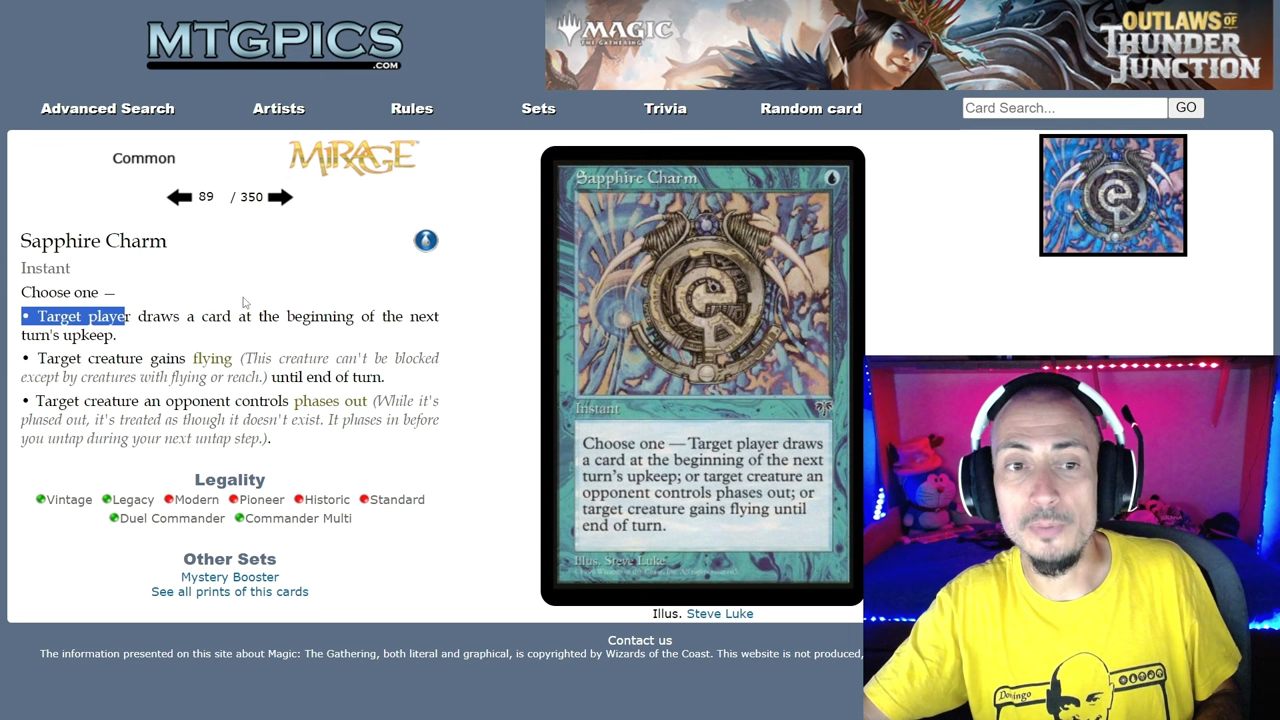 MTGPICS
.COM
MAGIC
THE GATHERING
OUTLAWS OF
THUNDER
JUNCTION
Advanced Search
Artists
Rules
Sets
Trivia
Random card
Card Search...
GO
Common
MIRAGE
89 / 350
Sapphire Charm
Instant
Choose one —
• Target player draws a card at the beginning of the next
turn's upkeep.
• Target creature gains flying (This creature can't be blocked
except by creatures with flying or reach.) until end of turn.
• Target creature an opponent controls phases out (While it's
phased out, it's treated as though it doesn't exist. It phases in before
you untap during your next untap step.).
Legality
Vintage Legacy Modern Pioneer Historic Standard
Duel Commander Commander Multi
Other Sets
Mystery Booster
See all prints of this cards
Sapphire Charm
Instant
Choose one — Target player draws
a card at the beginning of the next
turn's upkeep; or target creature an
opponent controls phases out; or
target creature gains flying until
end of turn.
Illus. Steve Luke
Illus. Steve Luke
Contact us
The information presented on this site about Magic: The Gathering, both literal and graphical, is copyrighted by Wizards of the Coast. This website is not produced,
Domingo